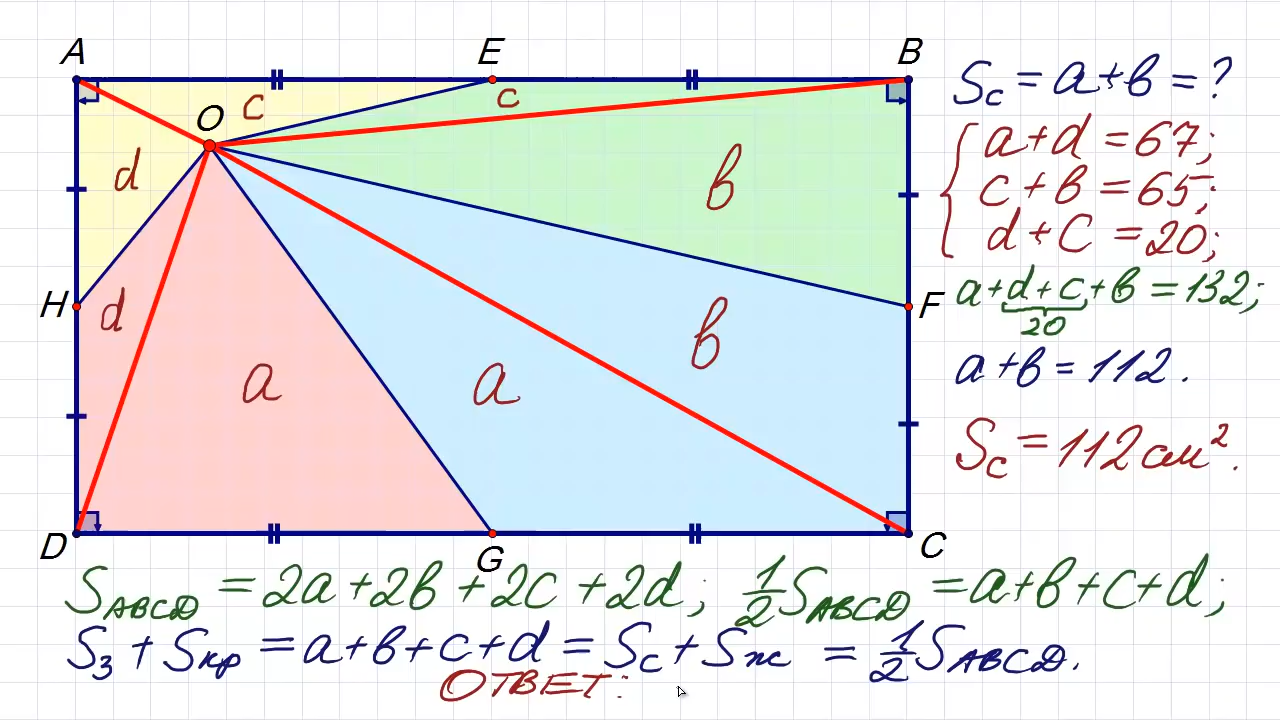 A E B
O c c
d b
H d F
b
a a
D G C
S_c = a + b = ?
{ a + d = 67;
c + b = 65;
d + c = 20;
a + d + c + b = 132;
20
a + b = 112.
S_c = 112 см².
S_ABCD = 2a + 2b + 2c + 2d; 1/2 S_ABCD = a + b + c + d;
S_з + S_кр = a + b + c + d = S_c + S_жс = 1/2 S_ABCD.
ОТВЕТ: